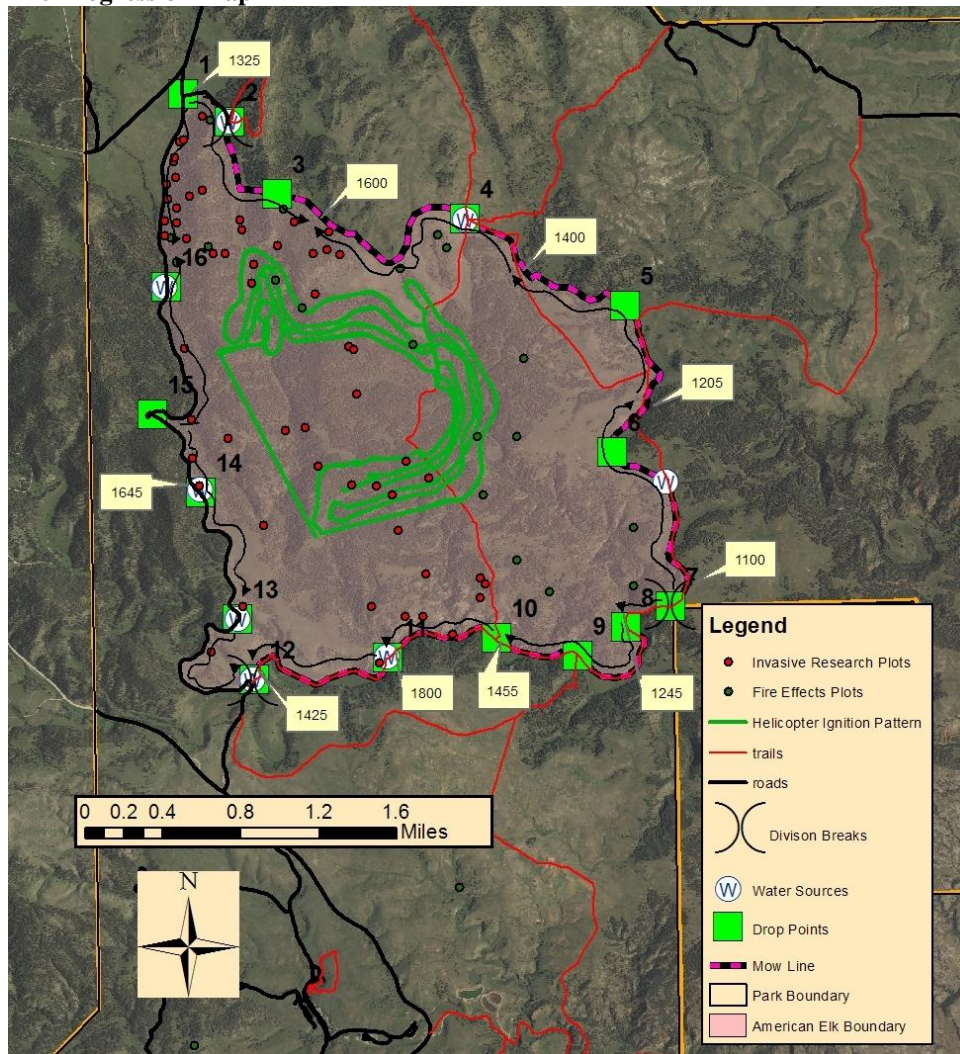 1
1325
2
3
1600
4
1400
5
16
1205
15
6
14
1645
1100
7
13
8
10
9
11
12
1245
1455
1800
1425
0 0.2 0.4 0.8 1.2 1.6
Miles
N
W
W
W
W
W
W
W
W
Legend
Invasive Research Plots
Fire Effects Plots
Helicopter Ignition Pattern
trails
roads
Divison Breaks
W Water Sources
Drop Points
Mow Line
Park Boundary
American Elk Boundary